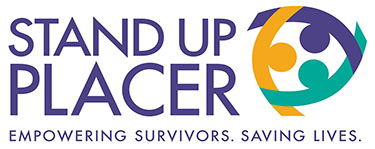 STAND UP
PLACER
EMPOWERING SURVIVORS. SAVING LIVES.